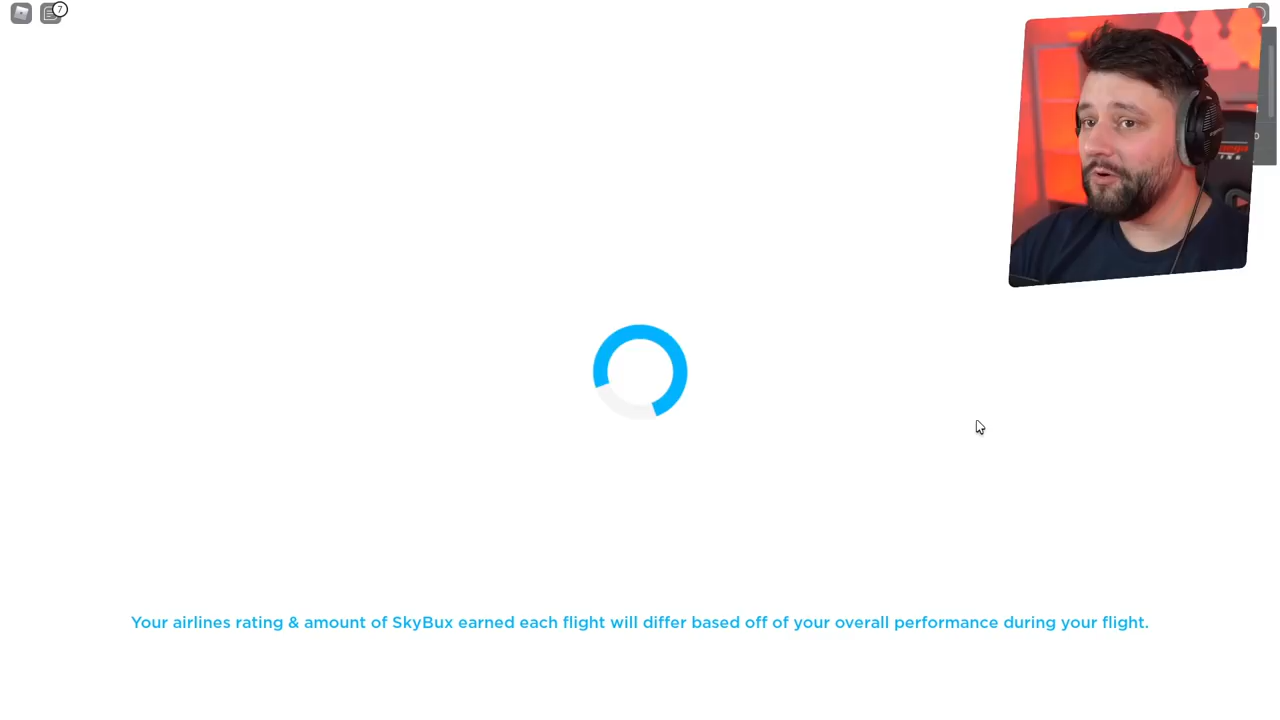 7
Your airlines rating & amount of SkyBux earned each flight will differ based off of your overall performance during your flight.